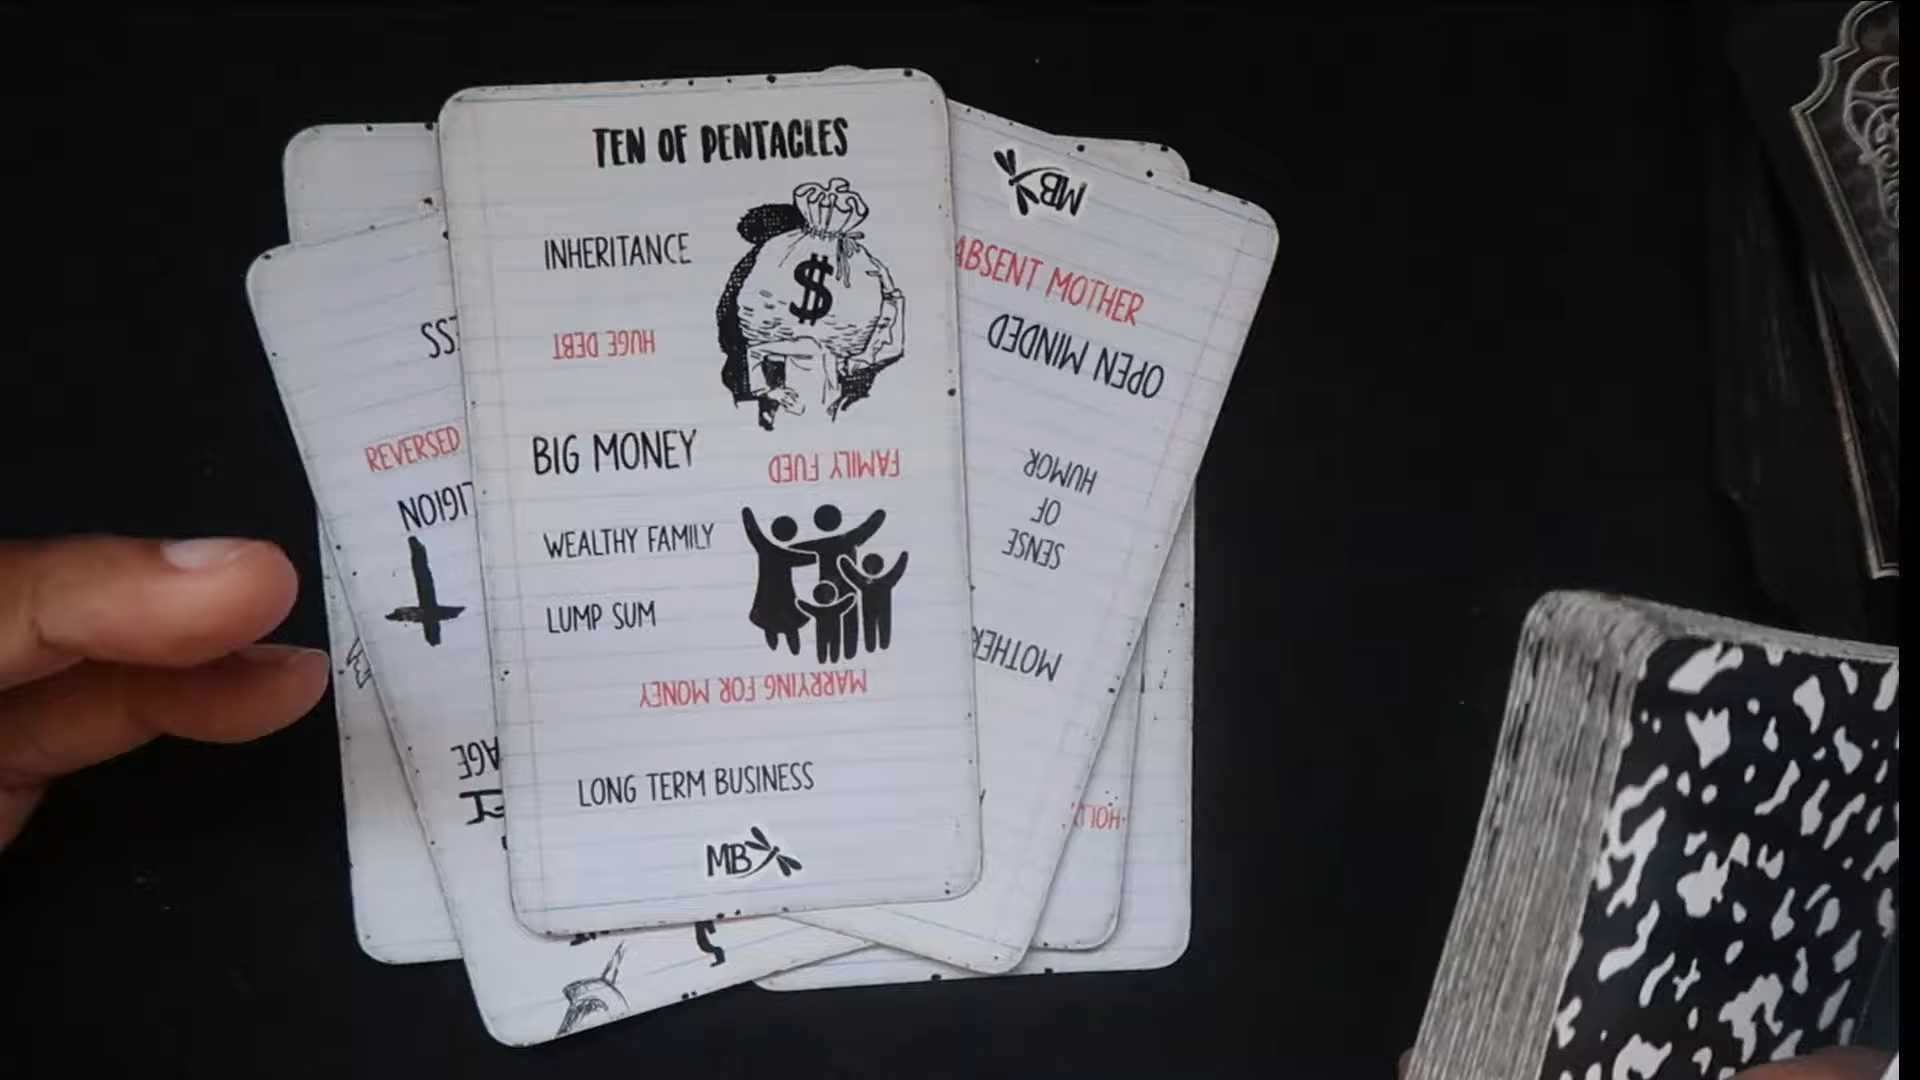 TEN OF PENTACLES
INHERITANCE
$
HUGE DEBT
BIG MONEY
FAMILY FUED
WEALTHY FAMILY
LUMP SUM
MARRYING FOR MONEY
LONG TERM BUSINESS
MB
MB
ABSENT MOTHER
OPEN MINDED
SENSE
OF
HUMOR
MOTHER
REVERSED